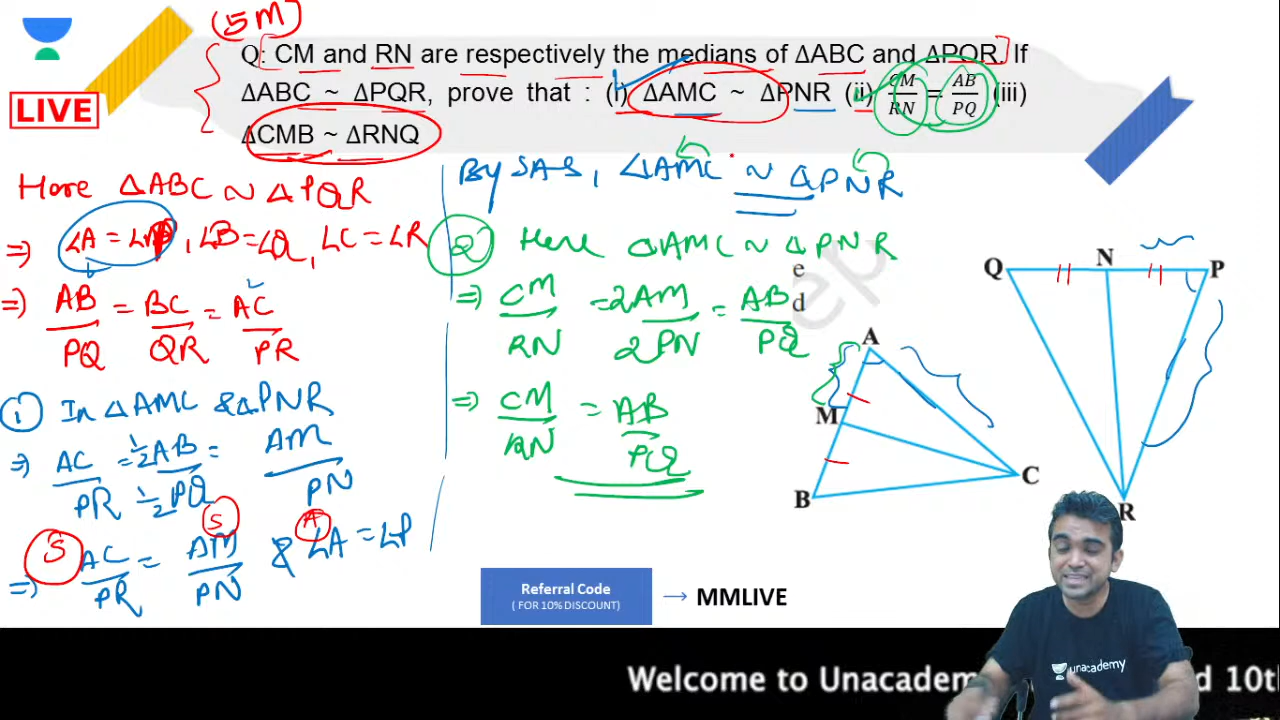 (5 M)
Q: CM and RN are respectively the medians of ΔABC and ΔPQR. If
ΔABC ~ ΔPQR, prove that : (i) ΔAMC ~ ΔPNR (ii) CM/RN = AB/PQ (iii)
ΔCMB ~ ΔRNQ
LIVE
Here ΔABC ~ ΔPQR
=> ∠A = ∠P, ∠B = ∠Q, ∠C = ∠R
=> AB/PQ = BC/QR = AC/PR
(i) In ΔAMC & ΔPNR
=> AC/PR = ½AB/½PQ = AM/PN
S S A
=> AC/PR = AM/PN & ∠A = ∠P
By SAS, ΔAMC ~ ΔPNR
Here ΔAMC ~ ΔPNR
=> CM/RN = 2AM/2PN = AB/PQ
=> CM/RN = AB/PQ
e
d
ep
A
M
B
C
Q
N
P
R
Referral Code
( FOR 10% DISCOUNT)
MMLIVE
unacademy
Welcome to Unacadem
d 10th